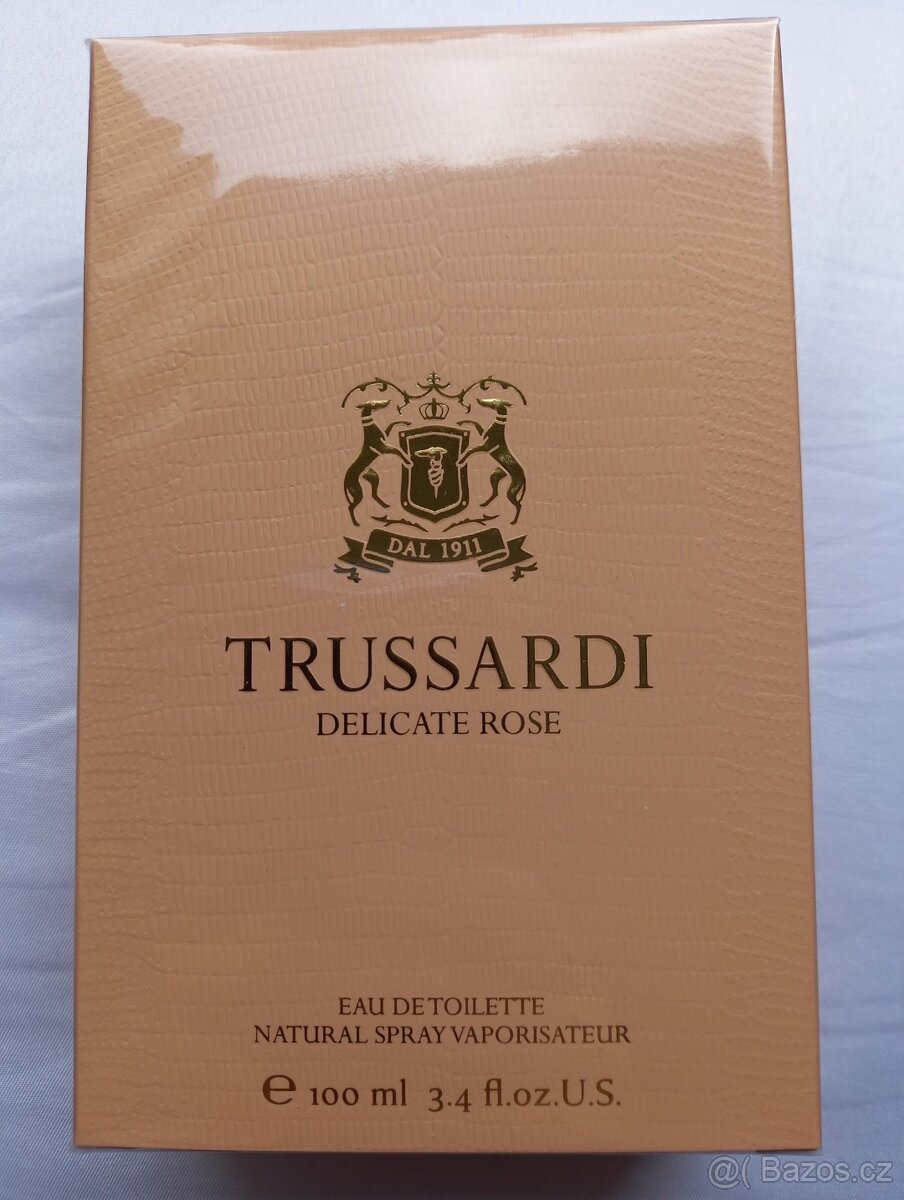 DAL 1911
TRUSSARDI
DELICATE ROSE
EAU DE TOILETTE
NATURAL SPRAY VAPORISATEUR
℮ 100 ml 3.4 fl.oz.U.S.
@( Bazos.cz